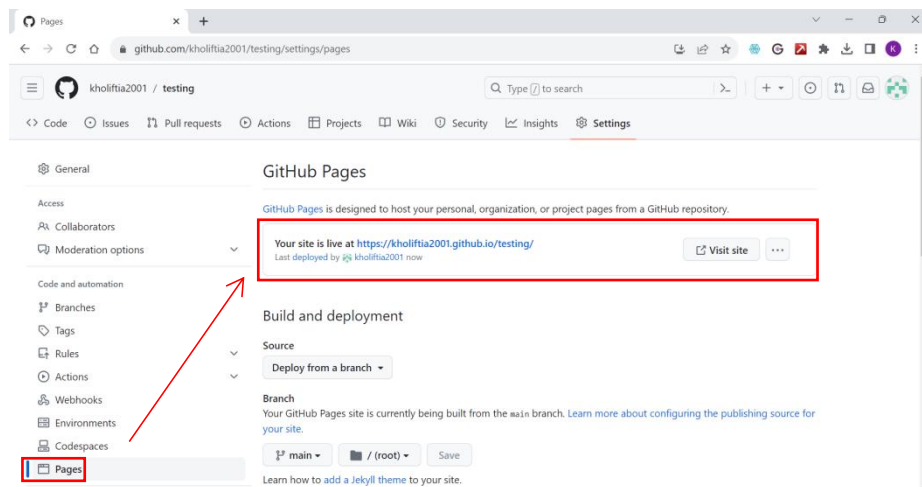 Pages
github.com/kholiftia2001/testing/settings/pages
K
kholiftia2001 / testing
Type / to search
Code Issues Pull requests Actions Projects Wiki Security Insights Settings
General
Access
Collaborators
Moderation options
Code and automation
Branches
Tags
Rules
Actions
Webhooks
Environments
Codespaces
Pages
GitHub Pages
GitHub Pages is designed to host your personal, organization, or project pages from a GitHub repository.
Your site is live at https://kholiftia2001.github.io/testing/
Last deployed by kholiftia2001 now
Visit site
Build and deployment
Source
Deploy from a branch
Branch
Your GitHub Pages site is currently being built from the main branch. Learn more about configuring the publishing source for
your site.
main / (root) Save
Learn how to add a Jekyll theme to your site.